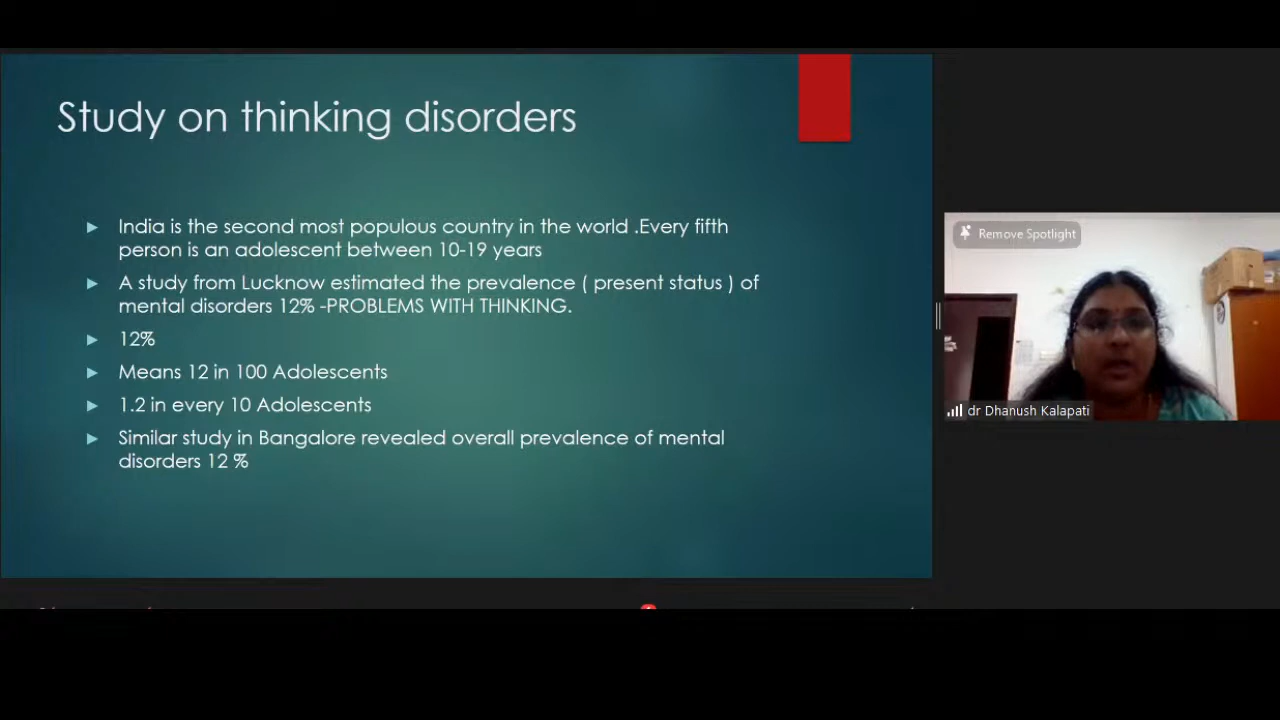 Study on thinking disorders
India is the second most populous country in the world .Every fifth
person is an adolescent between 10-19 years
A study from Lucknow estimated the prevalence ( present status ) of
mental disorders 12% -PROBLEMS WITH THINKING.
12%
Means 12 in 100 Adolescents
1.2 in every 10 Adolescents
Similar study in Bangalore revealed overall prevalence of mental
disorders 12 %
Remove Spotlight
dr Dhanush Kalapati